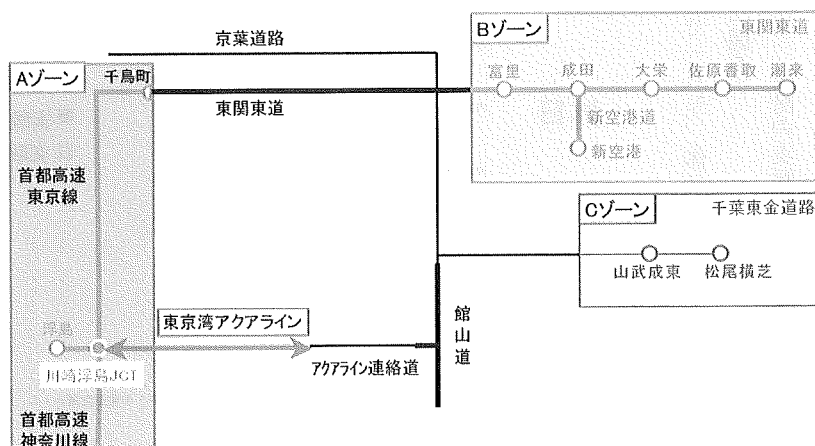 京葉道路
Bゾーン
東関東道
Aゾーン
千鳥町
富里
成田
大栄
佐原香取
潮来
東関東道
新空港道
新空港
首都高速
東京線
Cゾーン
千葉東金道路
山武成東
松尾横芝
東京湾アクアライン
館山道
浮島
川崎浮島JCT
アクアライン連絡道
首都高速
神奈川線